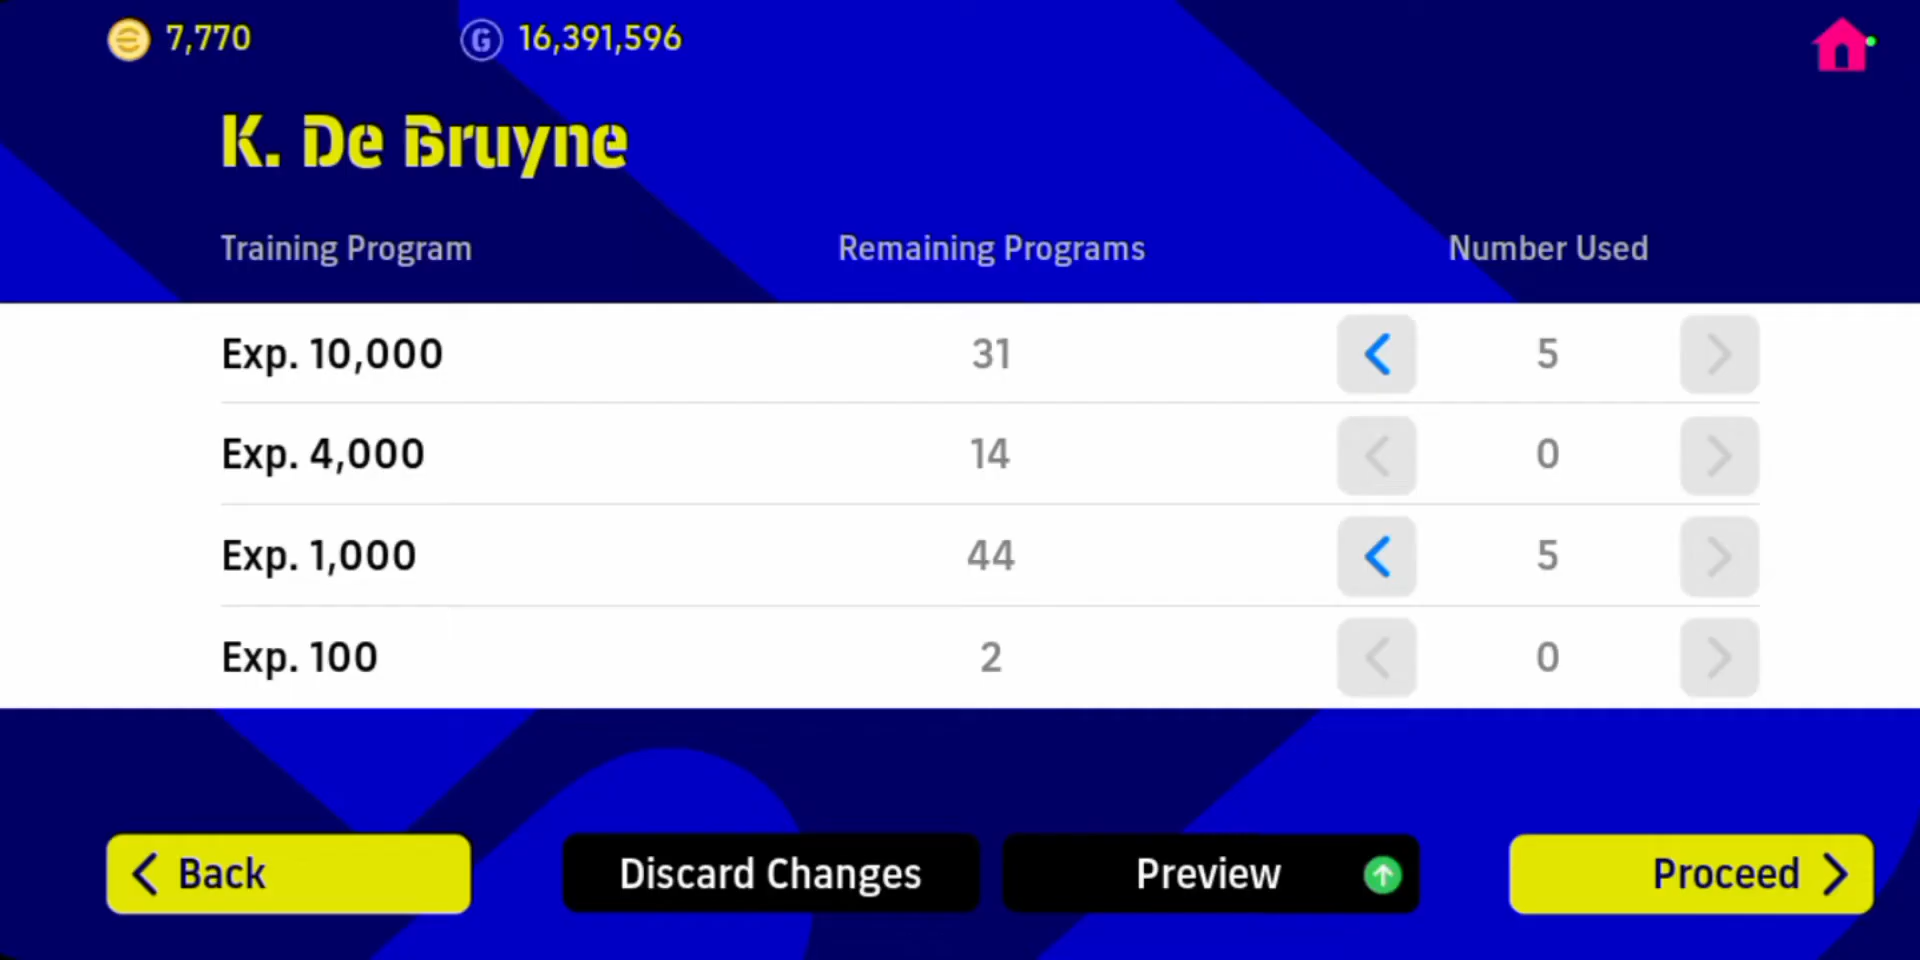 7,770
16,391,596
K. De Bruyne
Training Program Remaining Programs Number Used
Exp. 10,000 31 5
Exp. 4,000 14 0
Exp. 1,000 44 5
Exp. 100 2 0
Back Discard Changes Preview Proceed